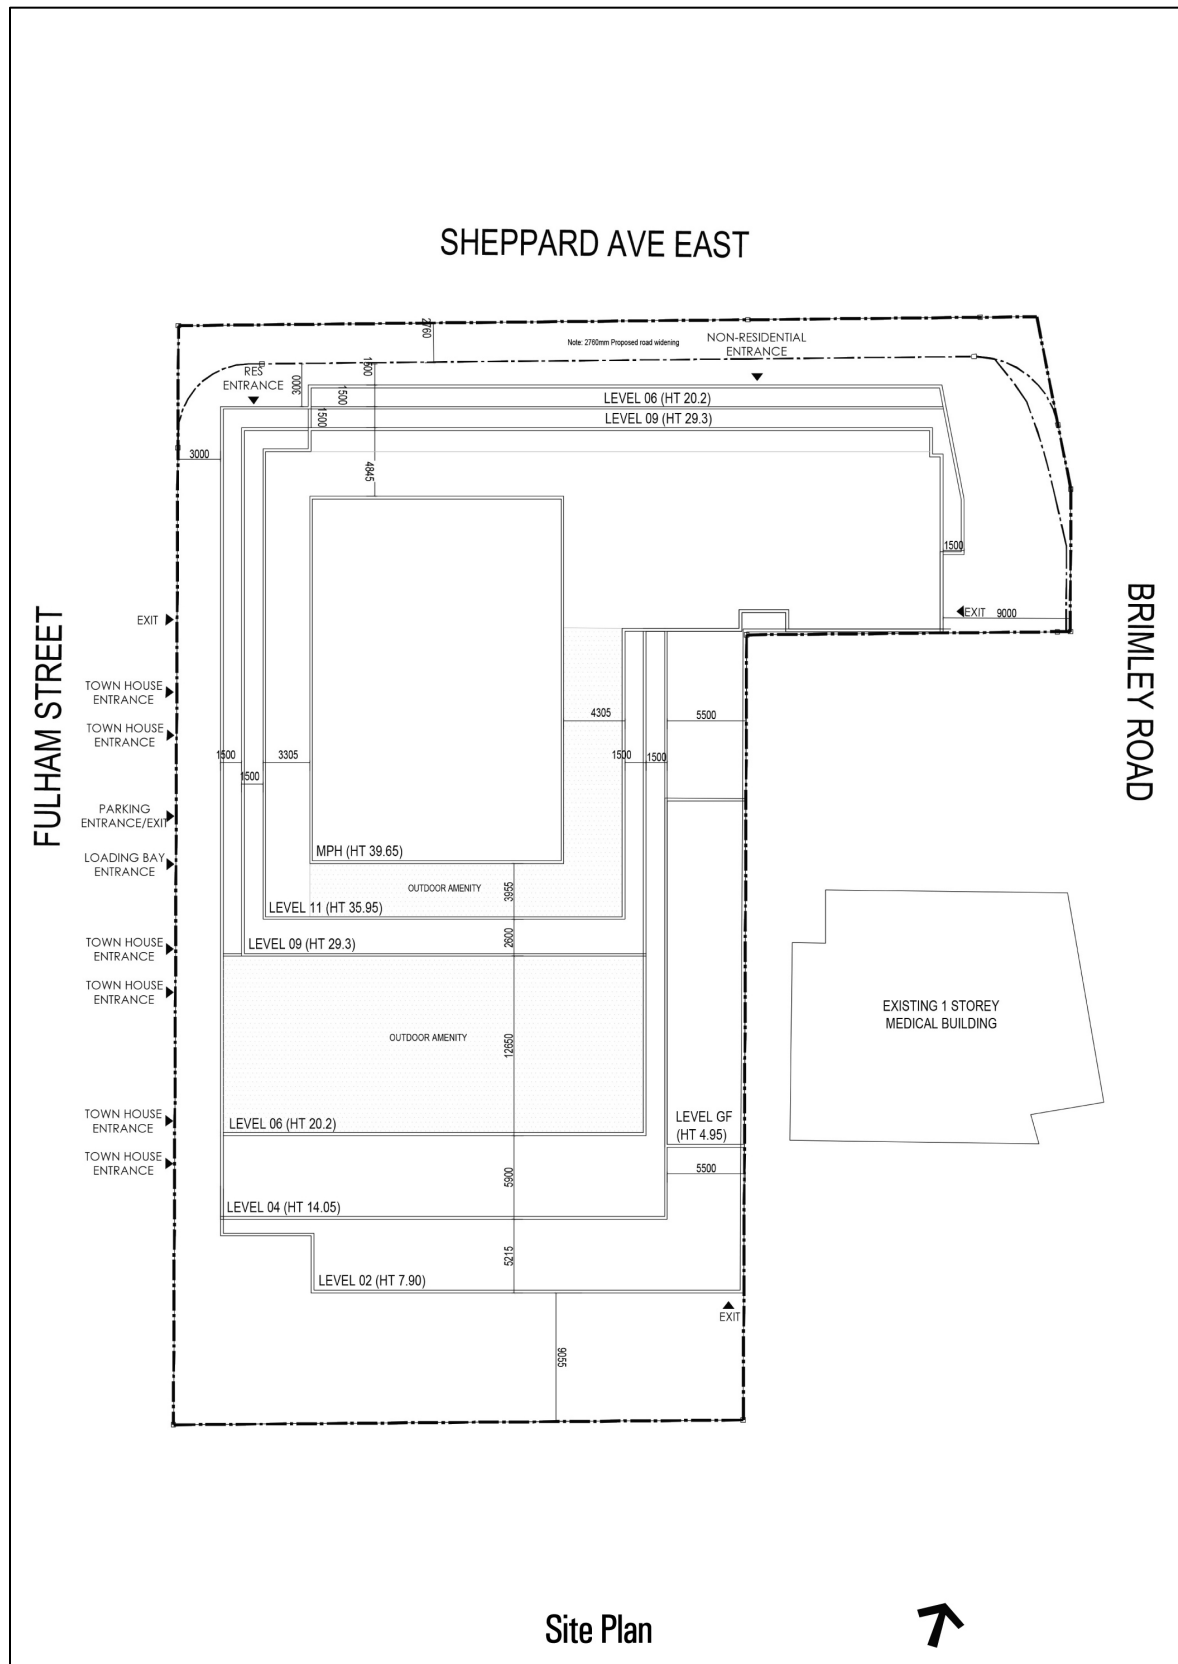 SHEPPARD AVE EAST
2760
Note: 2760mm Proposed road widening
NON-RESIDENTIAL
ENTRANCE
RES
ENTRANCE
3000
1500
1500
1500
LEVEL 06 (HT 20.2)
LEVEL 09 (HT 29.3)
3000
4845
1500
EXIT
9000
EXIT
FULHAM STREET
BRIMLEY ROAD
TOWN HOUSE
ENTRANCE
TOWN HOUSE
ENTRANCE
4305
5500
1500
3305
1500
1500
1500
PARKING
ENTRANCE/EXIT
LOADING BAY
ENTRANCE
MPH (HT 39.65)
OUTDOOR AMENITY
3955
LEVEL 11 (HT 35.95)
TOWN HOUSE
ENTRANCE
LEVEL 09 (HT 29.3)
2600
TOWN HOUSE
ENTRANCE
EXISTING 1 STOREY
MEDICAL BUILDING
OUTDOOR AMENITY
12650
TOWN HOUSE
ENTRANCE
LEVEL 06 (HT 20.2)
LEVEL GF
(HT 4.95)
TOWN HOUSE
ENTRANCE
5900
5500
LEVEL 04 (HT 14.05)
5215
LEVEL 02 (HT 7.90)
EXIT
9055
Site Plan